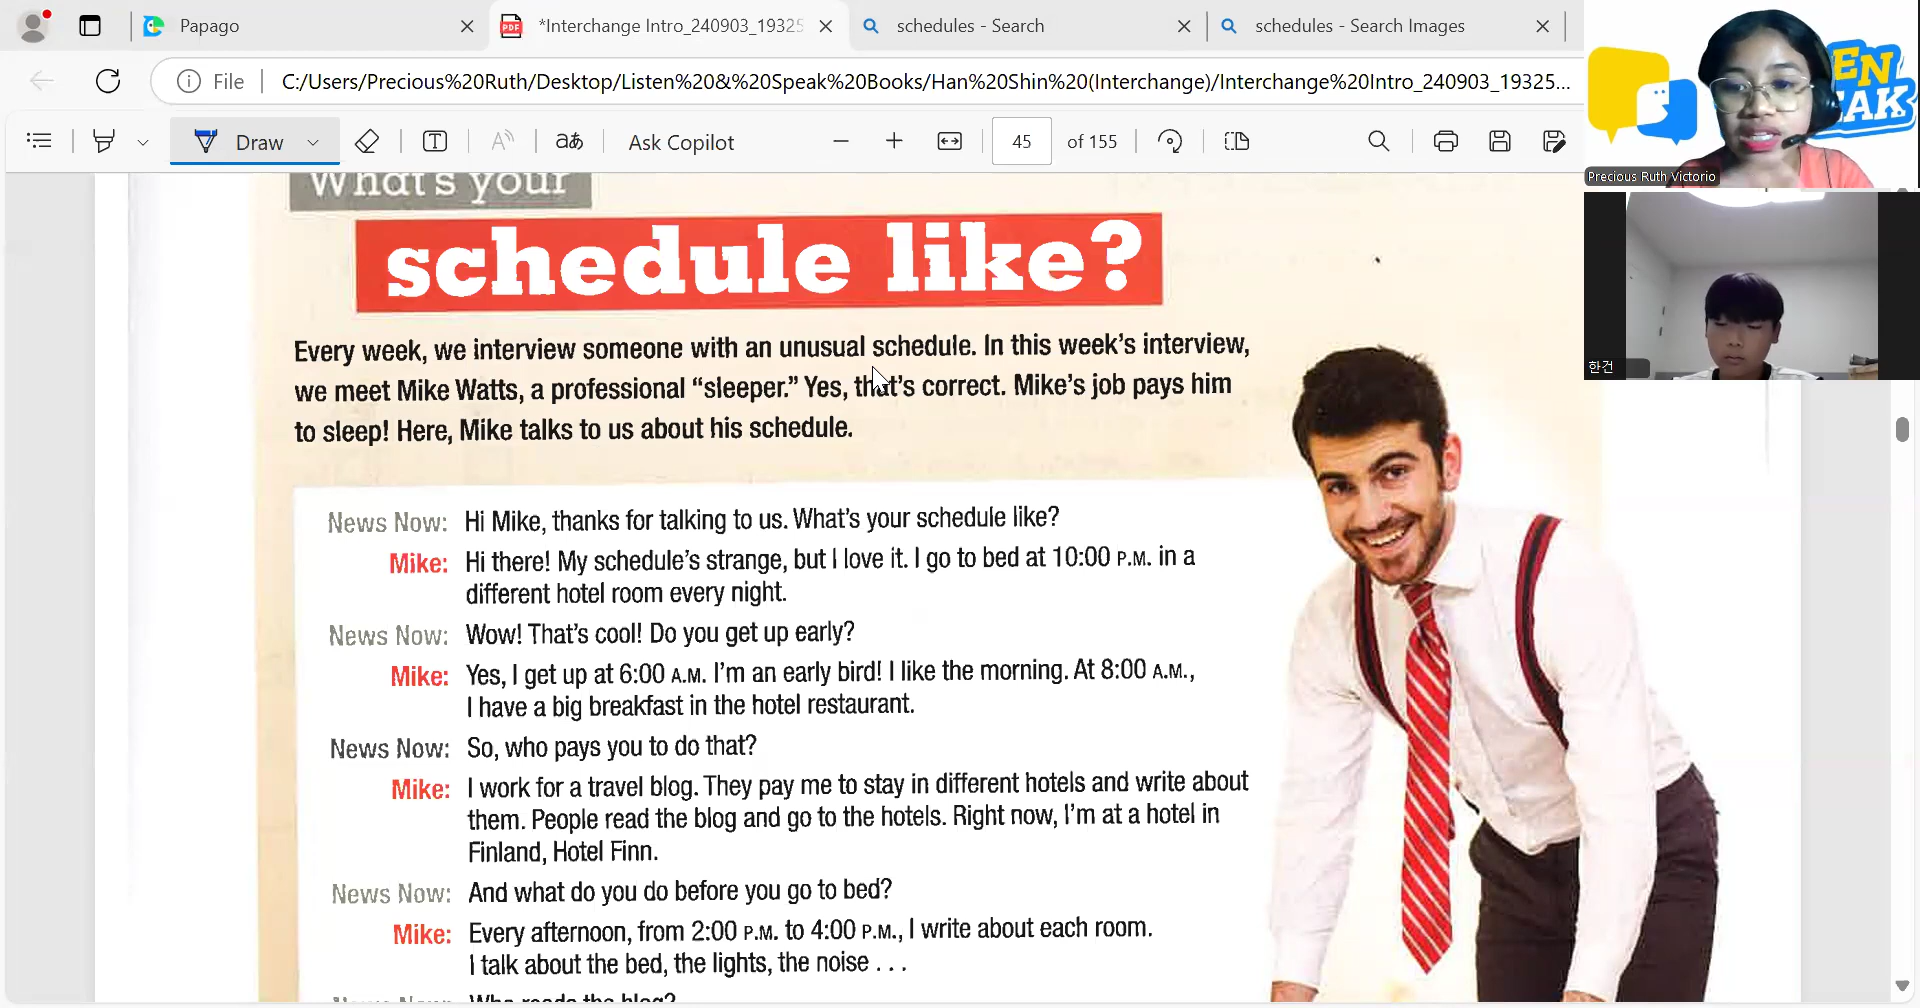 Papago
*Interchange Intro_240903_19325
schedules - Search
schedules - Search Images
File
C:/Users/Precious%20Ruth/Desktop/Listen%20&%20Speak%20Books/Han%20Shin%20(Interchange)/Interchange%20Intro_240903_19325...
Draw
Ask Copilot
45 of 155
EN
EAK
Precious Ruth Victorio
한건
What's your
schedule like?
Every week, we interview someone with an unusual schedule. In this week's interview,
we meet Mike Watts, a professional "sleeper." Yes, that's correct. Mike's job pays him
to sleep! Here, Mike talks to us about his schedule.
News Now: Hi Mike, thanks for talking to us. What's your schedule like?
Mike: Hi there! My schedule's strange, but I love it. I go to bed at 10:00 P.M. in a
different hotel room every night.
News Now: Wow! That's cool! Do you get up early?
Mike: Yes, I get up at 6:00 A.M. I'm an early bird! I like the morning. At 8:00 A.M.,
I have a big breakfast in the hotel restaurant.
News Now: So, who pays you to do that?
Mike: I work for a travel blog. They pay me to stay in different hotels and write about
them. People read the blog and go to the hotels. Right now, I'm at a hotel in
Finland, Hotel Finn.
News Now: And what do you do before you go to bed?
Mike: Every afternoon, from 2:00 P.M. to 4:00 P.M., I write about each room.
I talk about the bed, the lights, the noise . . .
News Now: Who reads the blog?